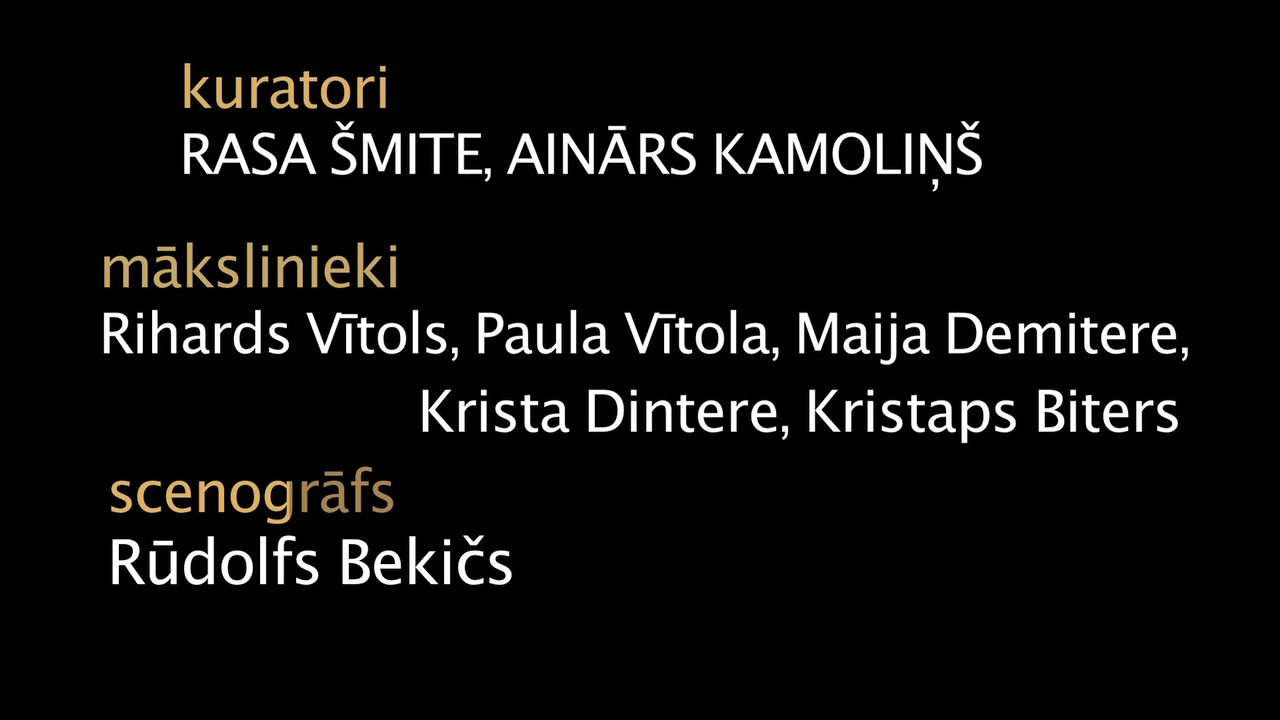 kuratori
RASA ŠMITE, AINĀRS KAMOLIŅŠ
mākslinieki
Rihards Vītols, Paula Vītola, Maija Demitere,
Krista Dintere, Kristaps Biters
scenogrāfs
Rūdolfs Bekičs